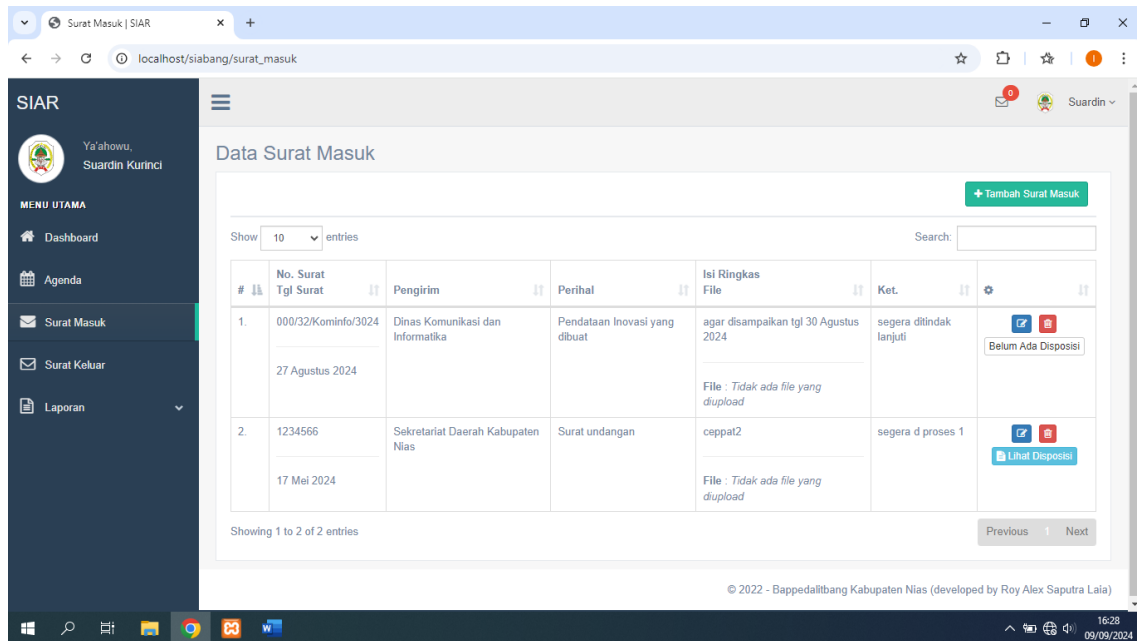 Surat Masuk | SIAR
localhost/siabang/surat_masuk
I
SIAR
0
Suardin
Ya'ahowu,
Suardin Kurinci
MENU UTAMA
Dashboard
Agenda
Surat Masuk
Surat Keluar
Laporan
Data Surat Masuk
Tambah Surat Masuk
Show 10 entries
Search:
#
No. Surat
Tgl Surat
Pengirim
Perihal
Isi Ringkas
File
Ket.
1.
000/32/Kominfo/3024
27 Agustus 2024
Dinas Komunikasi dan
Informatika
Pendataan Inovasi yang
dibuat
agar disampaikan tgl 30 Agustus
2024
File : Tidak ada file yang
diupload
segera ditindak
lanjuti
Belum Ada Disposisi
2.
1234566
17 Mei 2024
Sekretariat Daerah Kabupaten
Nias
Surat undangan
ceppat2
File : Tidak ada file yang
diupload
segera d proses 1
Lihat Disposisi
Showing 1 to 2 of 2 entries
Previous 1 Next
© 2022 - Bappedalitbang Kabupaten Nias (developed by Roy Alex Saputra Laia)
16:28
09/09/2024